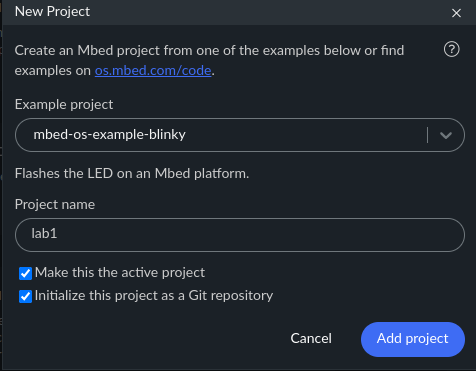 New Project
Create an Mbed project from one of the examples below or find
examples on os.mbed.com/code.
Example project
mbed-os-example-blinky
Flashes the LED on an Mbed platform.
Project name
lab1
Make this the active project
Initialize this project as a Git repository
Cancel
Add project